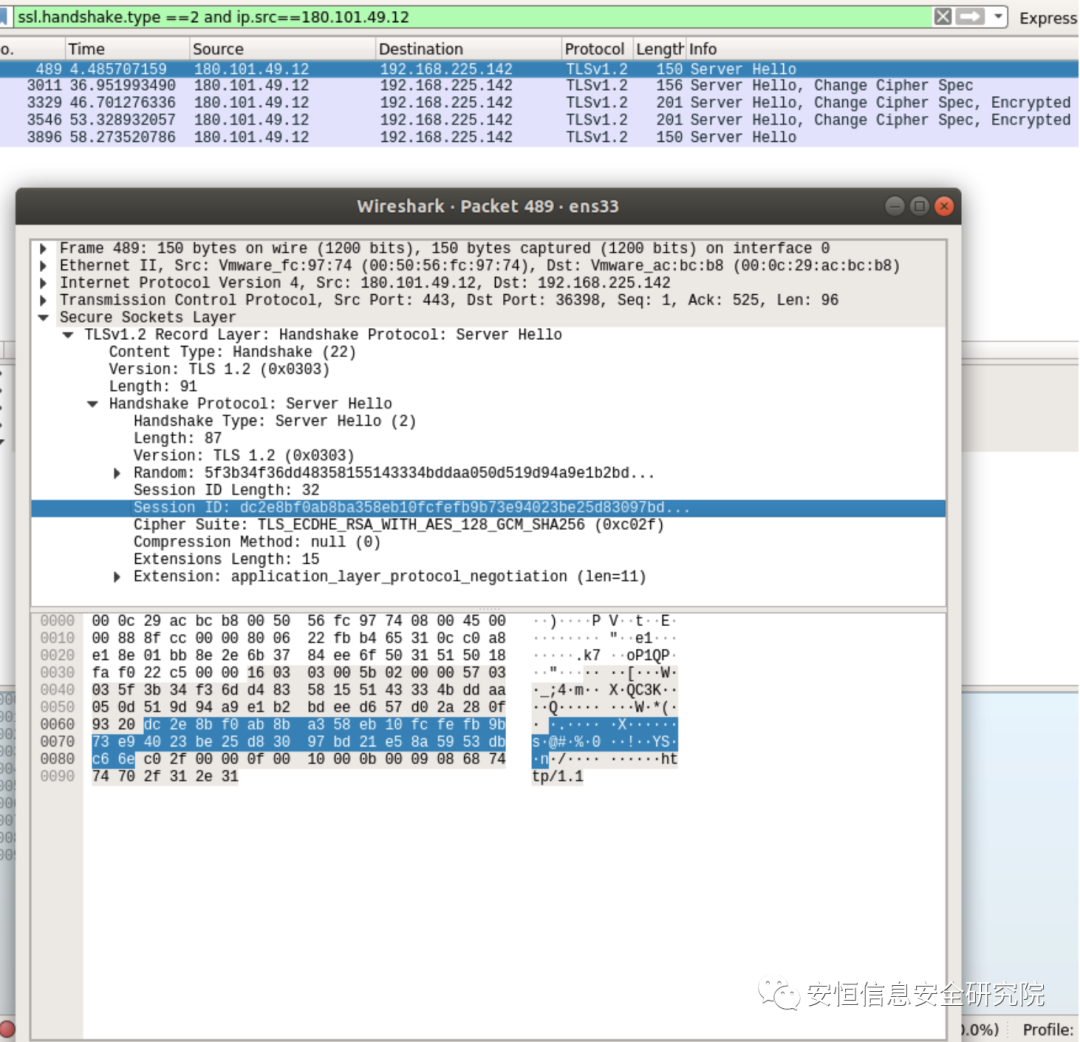 ssl.handshake.type ==2 and ip.src==180.101.49.12 Express
o. Time Source Destination Protocol Length Info
489 4.485707159 180.101.49.12 192.168.225.142 TLSv1.2 150 Server Hello
3011 36.951993490 180.101.49.12 192.168.225.142 TLSv1.2 156 Server Hello, Change Cipher Spec
3329 46.701276336 180.101.49.12 192.168.225.142 TLSv1.2 201 Server Hello, Change Cipher Spec, Encrypted
3546 53.328932057 180.101.49.12 192.168.225.142 TLSv1.2 201 Server Hello, Change Cipher Spec, Encrypted
3896 58.273520786 180.101.49.12 192.168.225.142 TLSv1.2 150 Server Hello
Wireshark · Packet 489 · ens33
Frame 489: 150 bytes on wire (1200 bits), 150 bytes captured (1200 bits) on interface 0
Ethernet II, Src: Vmware_fc:97:74 (00:50:56:fc:97:74), Dst: Vmware_ac:bc:b8 (00:0c:29:ac:bc:b8)
Internet Protocol Version 4, Src: 180.101.49.12, Dst: 192.168.225.142
Transmission Control Protocol, Src Port: 443, Dst Port: 36398, Seq: 1, Ack: 525, Len: 96
Secure Sockets Layer
TLSv1.2 Record Layer: Handshake Protocol: Server Hello
Content Type: Handshake (22)
Version: TLS 1.2 (0x0303)
Length: 91
Handshake Protocol: Server Hello
Handshake Type: Server Hello (2)
Length: 87
Version: TLS 1.2 (0x0303)
Random: 5f3b34f36dd48358155143334bddaa050d519d94a9e1b2bd...
Session ID Length: 32
Session ID: dc2e8bf0ab8ba358eb10fcfefb9b73e94023be25d83097bd...
Cipher Suite: TLS_ECDHE_RSA_WITH_AES_128_GCM_SHA256 (0xc02f)
Compression Method: null (0)
Extensions Length: 15
Extension: application_layer_protocol_negotiation (len=11)
0000 00 0c 29 ac bc b8 00 50 56 fc 97 74 08 00 45 00 ··)····P V··t··E·
0010 00 88 8f cc 00 00 80 06 22 fb b4 65 31 0c c0 a8 ········ "··e1···
0020 e1 8e 01 bb 8e 2e 6b 37 84 ee 6f 50 31 51 50 18 ·····.k7 ··oP1QP·
0030 fa f0 22 c5 00 00 16 03 03 00 5b 02 00 00 57 03 ··"····· ··[···W·
0040 03 5f 3b 34 f3 6d d4 83 58 15 51 43 33 4b dd aa ·_;4·m·· X·QC3K··
0050 05 0d 51 9d 94 a9 e1 b2 bd ee d6 57 d0 2a 28 0f ··Q····· ···W·*(·
0060 93 20 dc 2e 8b f0 ab 8b a3 58 eb 10 fc fe fb 9b · ·.···· ·X······
0070 73 e9 40 23 be 25 d8 30 97 bd 21 e5 8a 59 53 db s·@#·%·0 ··!··YS·
0080 c6 6e c0 2f 00 00 0f 00 10 00 0b 00 09 08 68 74 ·n·/···· ······ht
0090 74 70 2f 31 2e 31 tp/1.1
安恒信息安全研究院
0.0%) Profile: